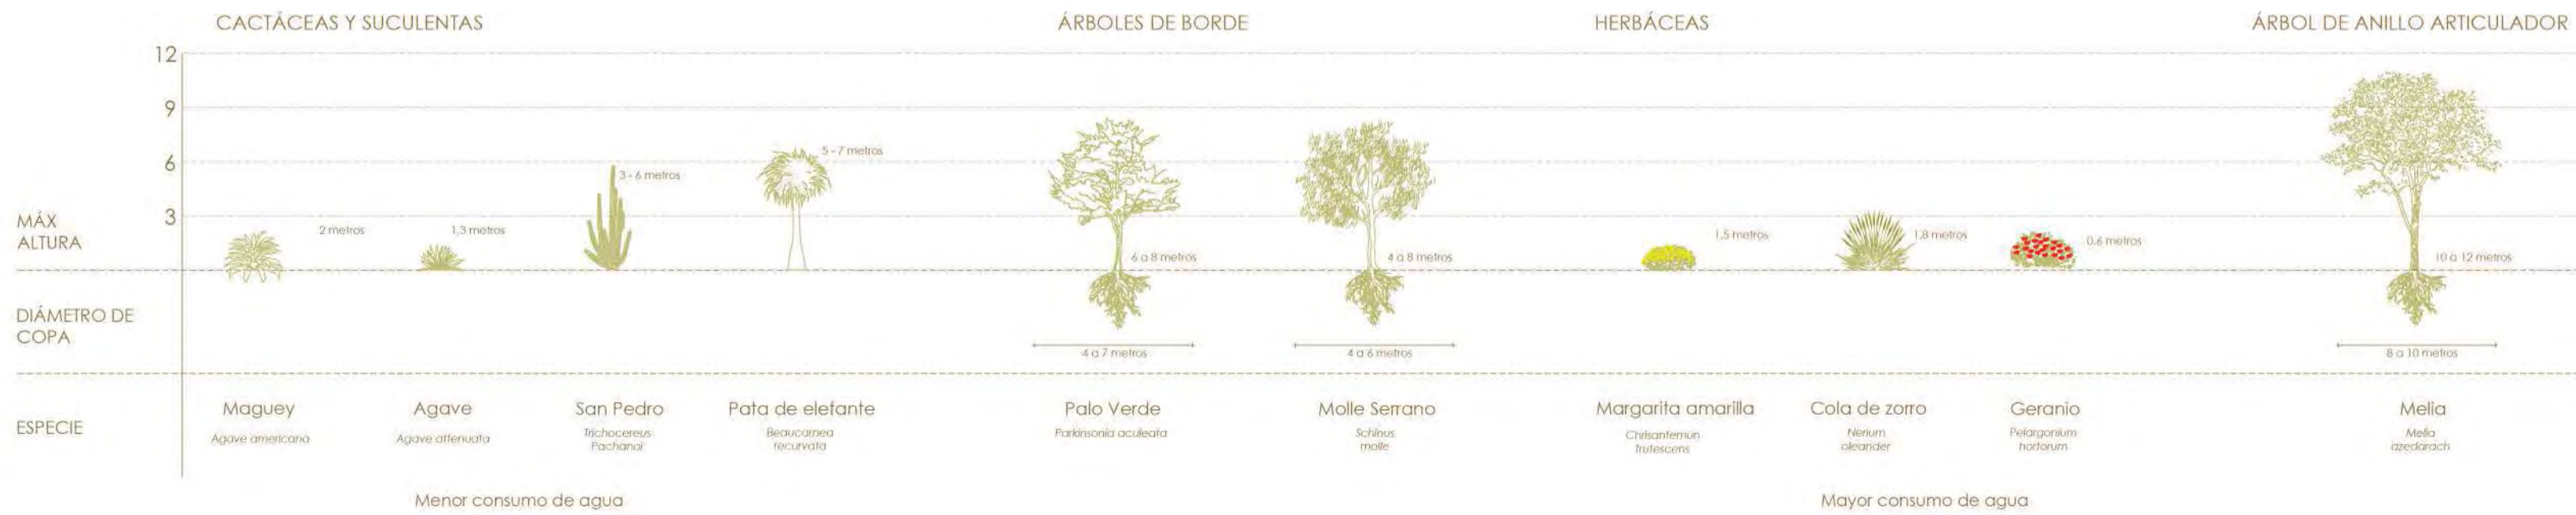 CACTÁCEAS Y SUCULENTAS
ÁRBOLES DE BORDE
HERBÁCEAS
ÁRBOL DE ANILLO ARTICULADOR
12
9
6
3
MÁX
ALTURA
2 metros
1,3 metros
3 - 6 metros
5 - 7 metros
6 a 8 metros
4 a 8 metros
1,5 metros
1,8 metros
0.6 metros
10 a 12 metros
DIÁMETRO DE
COPA
4 a 7 metros
4 a 6 metros
8 a 10 metros
ESPECIE
Maguey
Agave americana
Agave
Agave attenuata
San Pedro
Trichocereus
Pachanoi
Pata de elefante
Beaucarnea
recurvata
Palo Verde
Parkinsonia aculeata
Molle Serrano
Schinus
molle
Margarita amarilla
Chrisantemun
frutescens
Cola de zorro
Nerium
oleander
Geranio
Pelargonium
hortorum
Melia
Melia
azedarach
Menor consumo de agua
Mayor consumo de agua